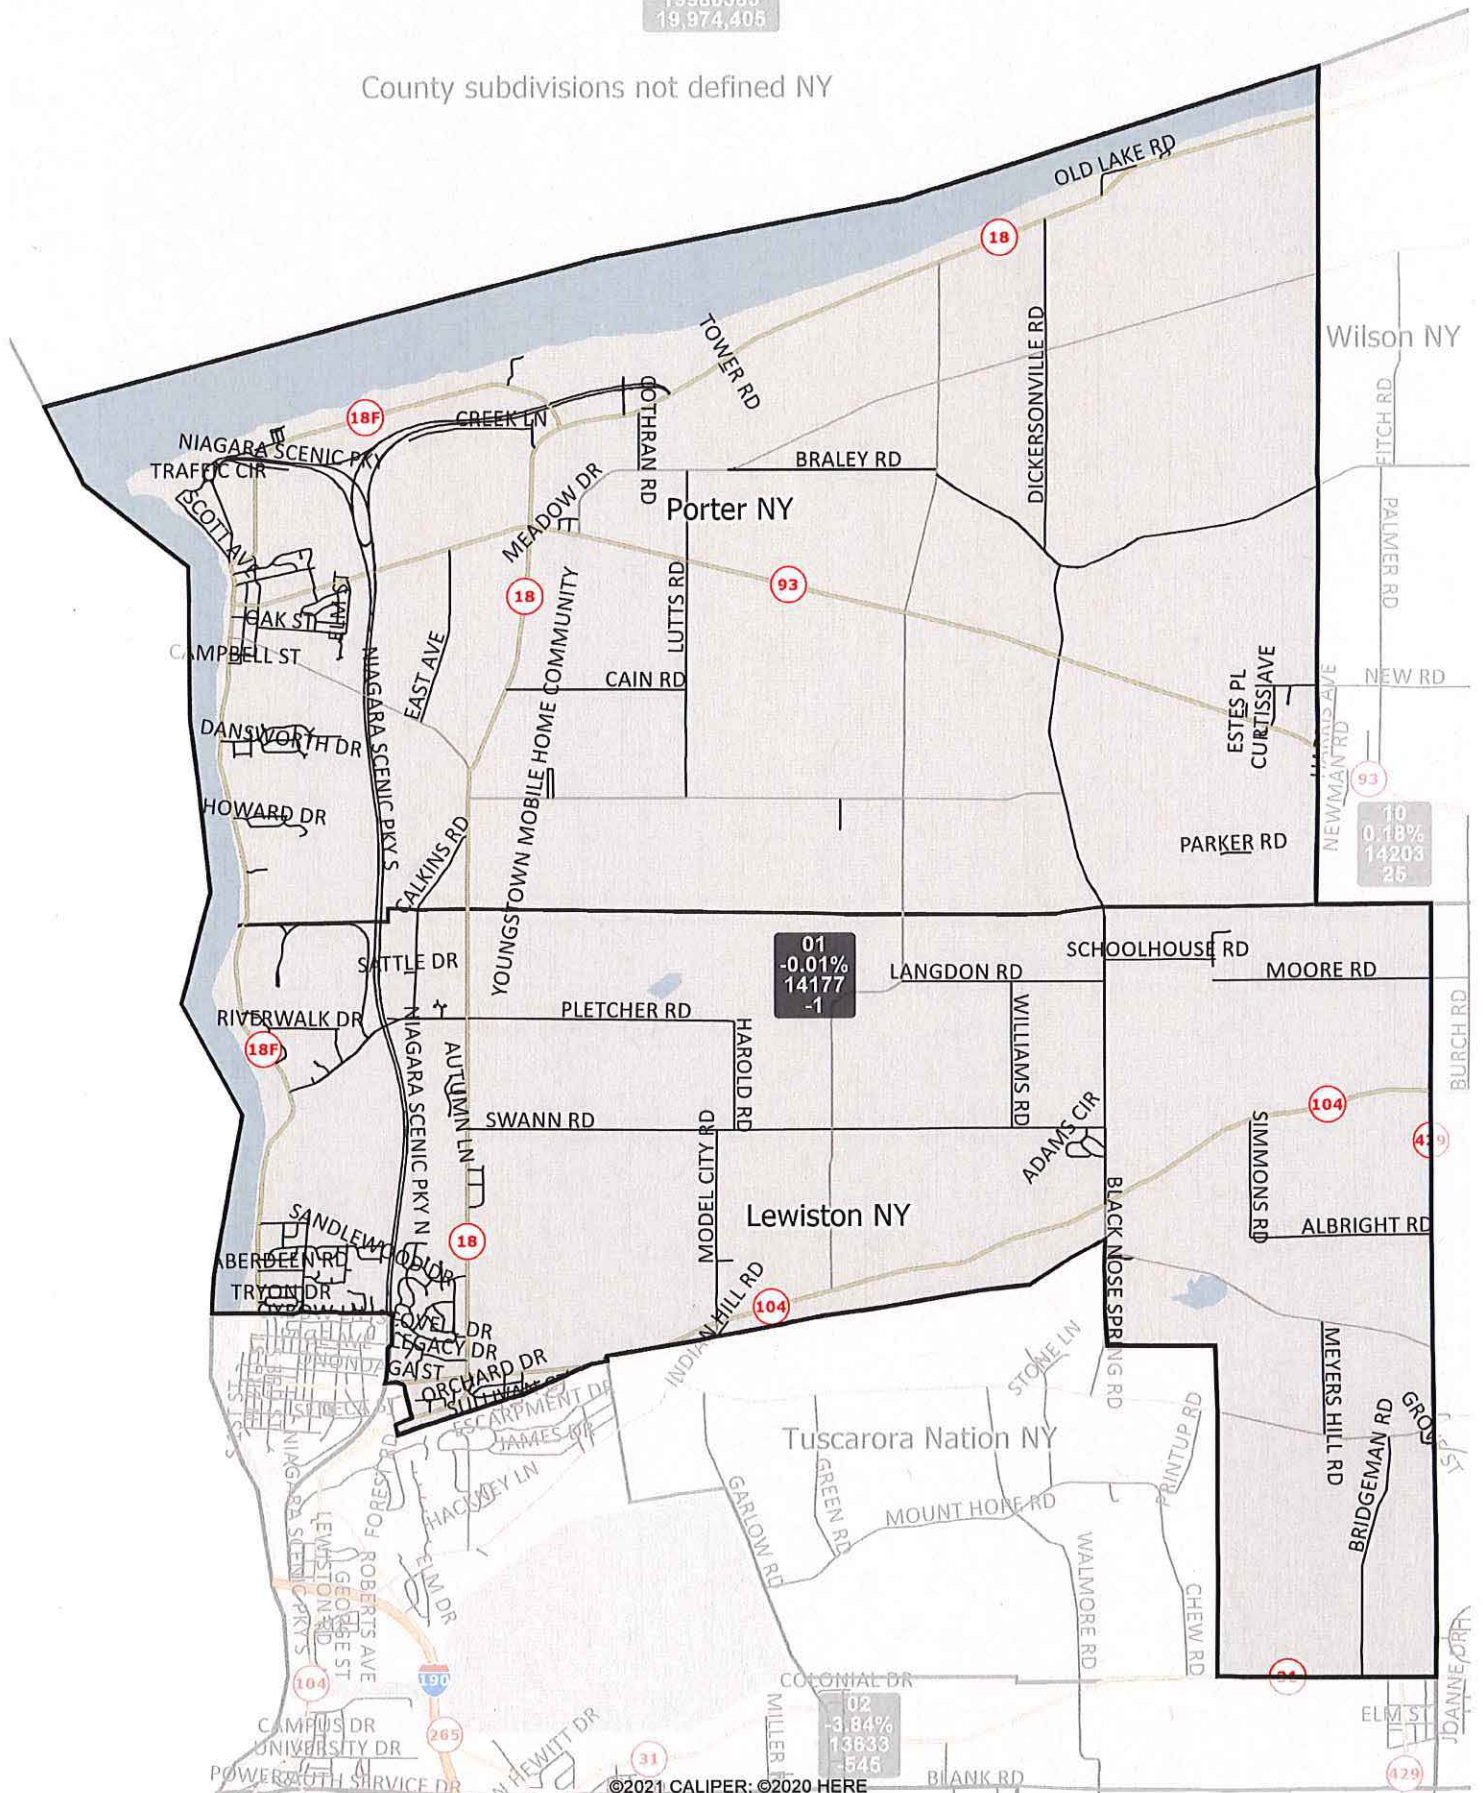 19,974,405
County subdivisions not defined NY
OLD LAKE RD
18
Wilson NY
TOWER RD
DICKERSONVILLE RD
FITCH RD
18F
CREEK LN
COTHRAN RD
NIAGARA SCENIC PKY
TRAFFIC CIR
BRALEY RD
SCOTT AVE
MEADOW DR
Porter NY
PALMER RD
18
93
LUTTS RD
OAK ST
ELM S
CAMPBELL ST
EAST AVE
CAIN RD
NIAGARA SCENIC PKY S
YOUNGSTOWN MOBILE HOME COMMUNITY
ESTES PL
CURTISS AVE
HARRIS AVE
NEW RD
NEWMAN RD
DANSWORTH DR
93
HOWARD DR
CALKINS RD
PARKER RD
10
0.18%
14203
25
01
-0.01%
14177
-1
SATTLE DR
LANGDON RD
SCHOOLHOUSE RD
MOORE RD
RIVERWALK DR
PLETCHER RD
WILLIAMS RD
HAROLD RD
BURCH RD
18F
NIAGARA SCENIC PKY N
AUTUMN LN
SWANN RD
MODEL CITY RD
ADAMS CIR
104
SIMMONS RD
429
SANDLEWOOD DR
18
Lewiston NY
BLACK NOSE SPRING RD
ALBRIGHT RD
ABERDEEN RD
TRYON DR
INDIAN HILL RD
104
LEGACY DR
GA ST
ORCHARD DR
ESCARPMENT DR
JAMES DR
STONE LN
MEYERS HILL RD
BRIDGEMAN RD
Tuscarora Nation NY
PRINTUP RD
HACKNEY LN
GARLOW RD
GREEN RD
MOUNT HOPE RD
WALMORE RD
CHEW RD
NIAGARA SCENIC PKY S
FOREST RD
LEWISTON RD
GEORGE ST
ROBERTS AVE
ELM DR
104
190
COLONIAL DR
31
JOANNE DR
02
-3.84%
13633
-545
MILLER
CAMPUS DR
UNIVERSITY DR
265
HEWITT DR
31
ELM ST
429
BLANK RD
©2021 CALIPER; ©2020 HERE